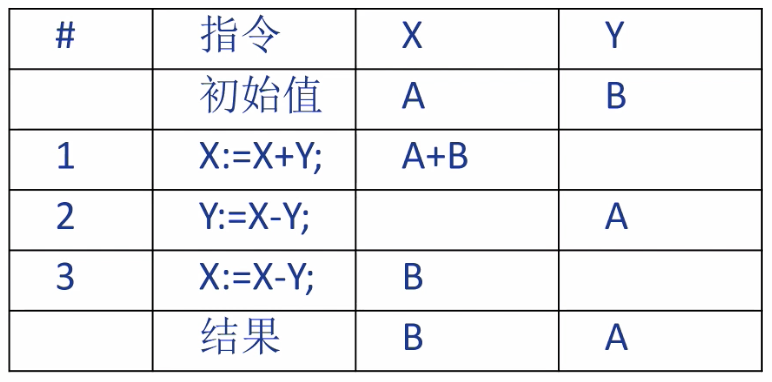 # 指令 X Y
初始值 A B
1 X:=X+Y; A+B
2 Y:=X-Y; A
3 X:=X-Y; B
结果 B A